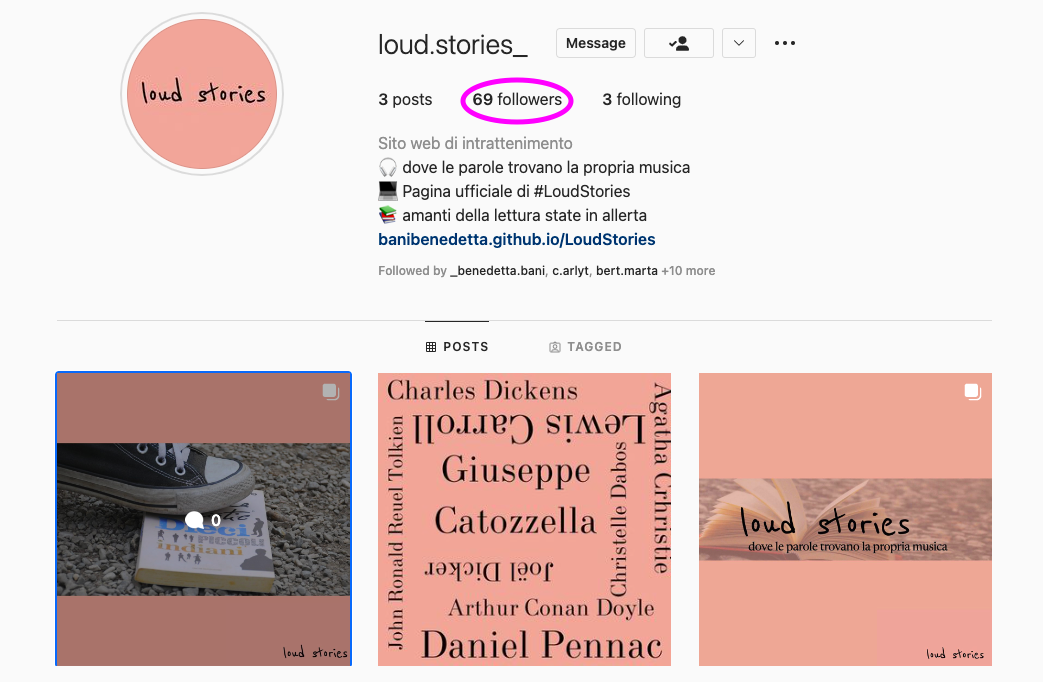 loud.stories_
Message
3 posts
69 followers
3 following
Sito web di intrattenimento
dove le parole trovano la propria musica
Pagina ufficiale di #LoudStories
amanti della lettura state in allerta
banibenedetta.github.io/LoudStories
Followed by _benedetta.bani, c.arlyt, bert.marta +10 more
loud stories
POSTS
TAGGED
0
Dieci
PICCOLI
indiani
loud stories
Charles Dickens
Lewis Carroll
Agatha Crhristie
John Ronald Reuel Tolkien
Giuseppe
Catozzella
Christelle Dabos
Joël Dicker
Arthur Conan Doyle
Daniel Pennac
loud stories
dove le parole trovano la propria musica
loud stories